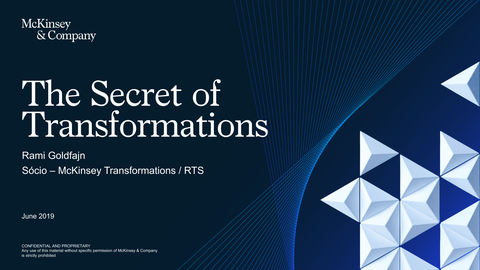 McKinsey
& Company
The Secret of
Transformations
Rami Goldfajn
Sócio – McKinsey Transformations / RTS
June 2019
CONFIDENTIAL AND PROPRIETARY
Any use of this material without specific permission of McKinsey & Company
is strictly prohibited